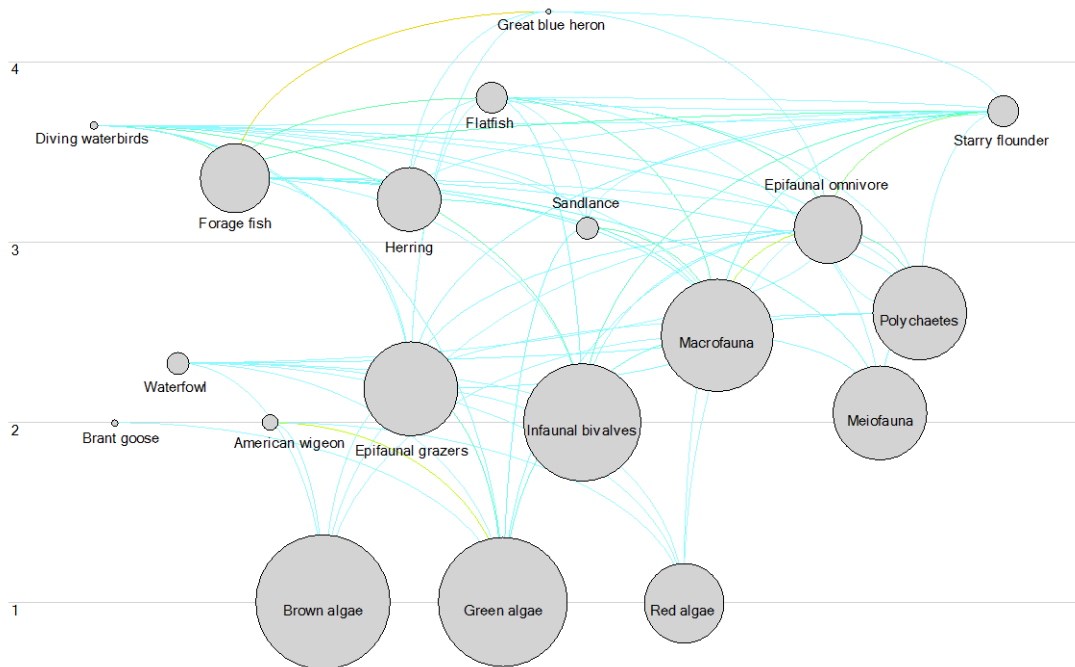 Great blue heron
4
Flatfish
Diving waterbirds
Starry flounder
Epifaunal omnivore
Sandlance
Forage fish
3
Herring
Polychaetes
Macrofauna
Waterfowl
Meiofauna
2
Infaunal bivalves
Brant goose
American wigeon
Epifaunal grazers
1
Brown algae
Green algae
Red algae